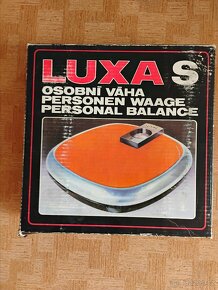 LUXA S
OSOBNÍ VÁHA
PERSONEN WAAGE
PERSONAL BALANCE